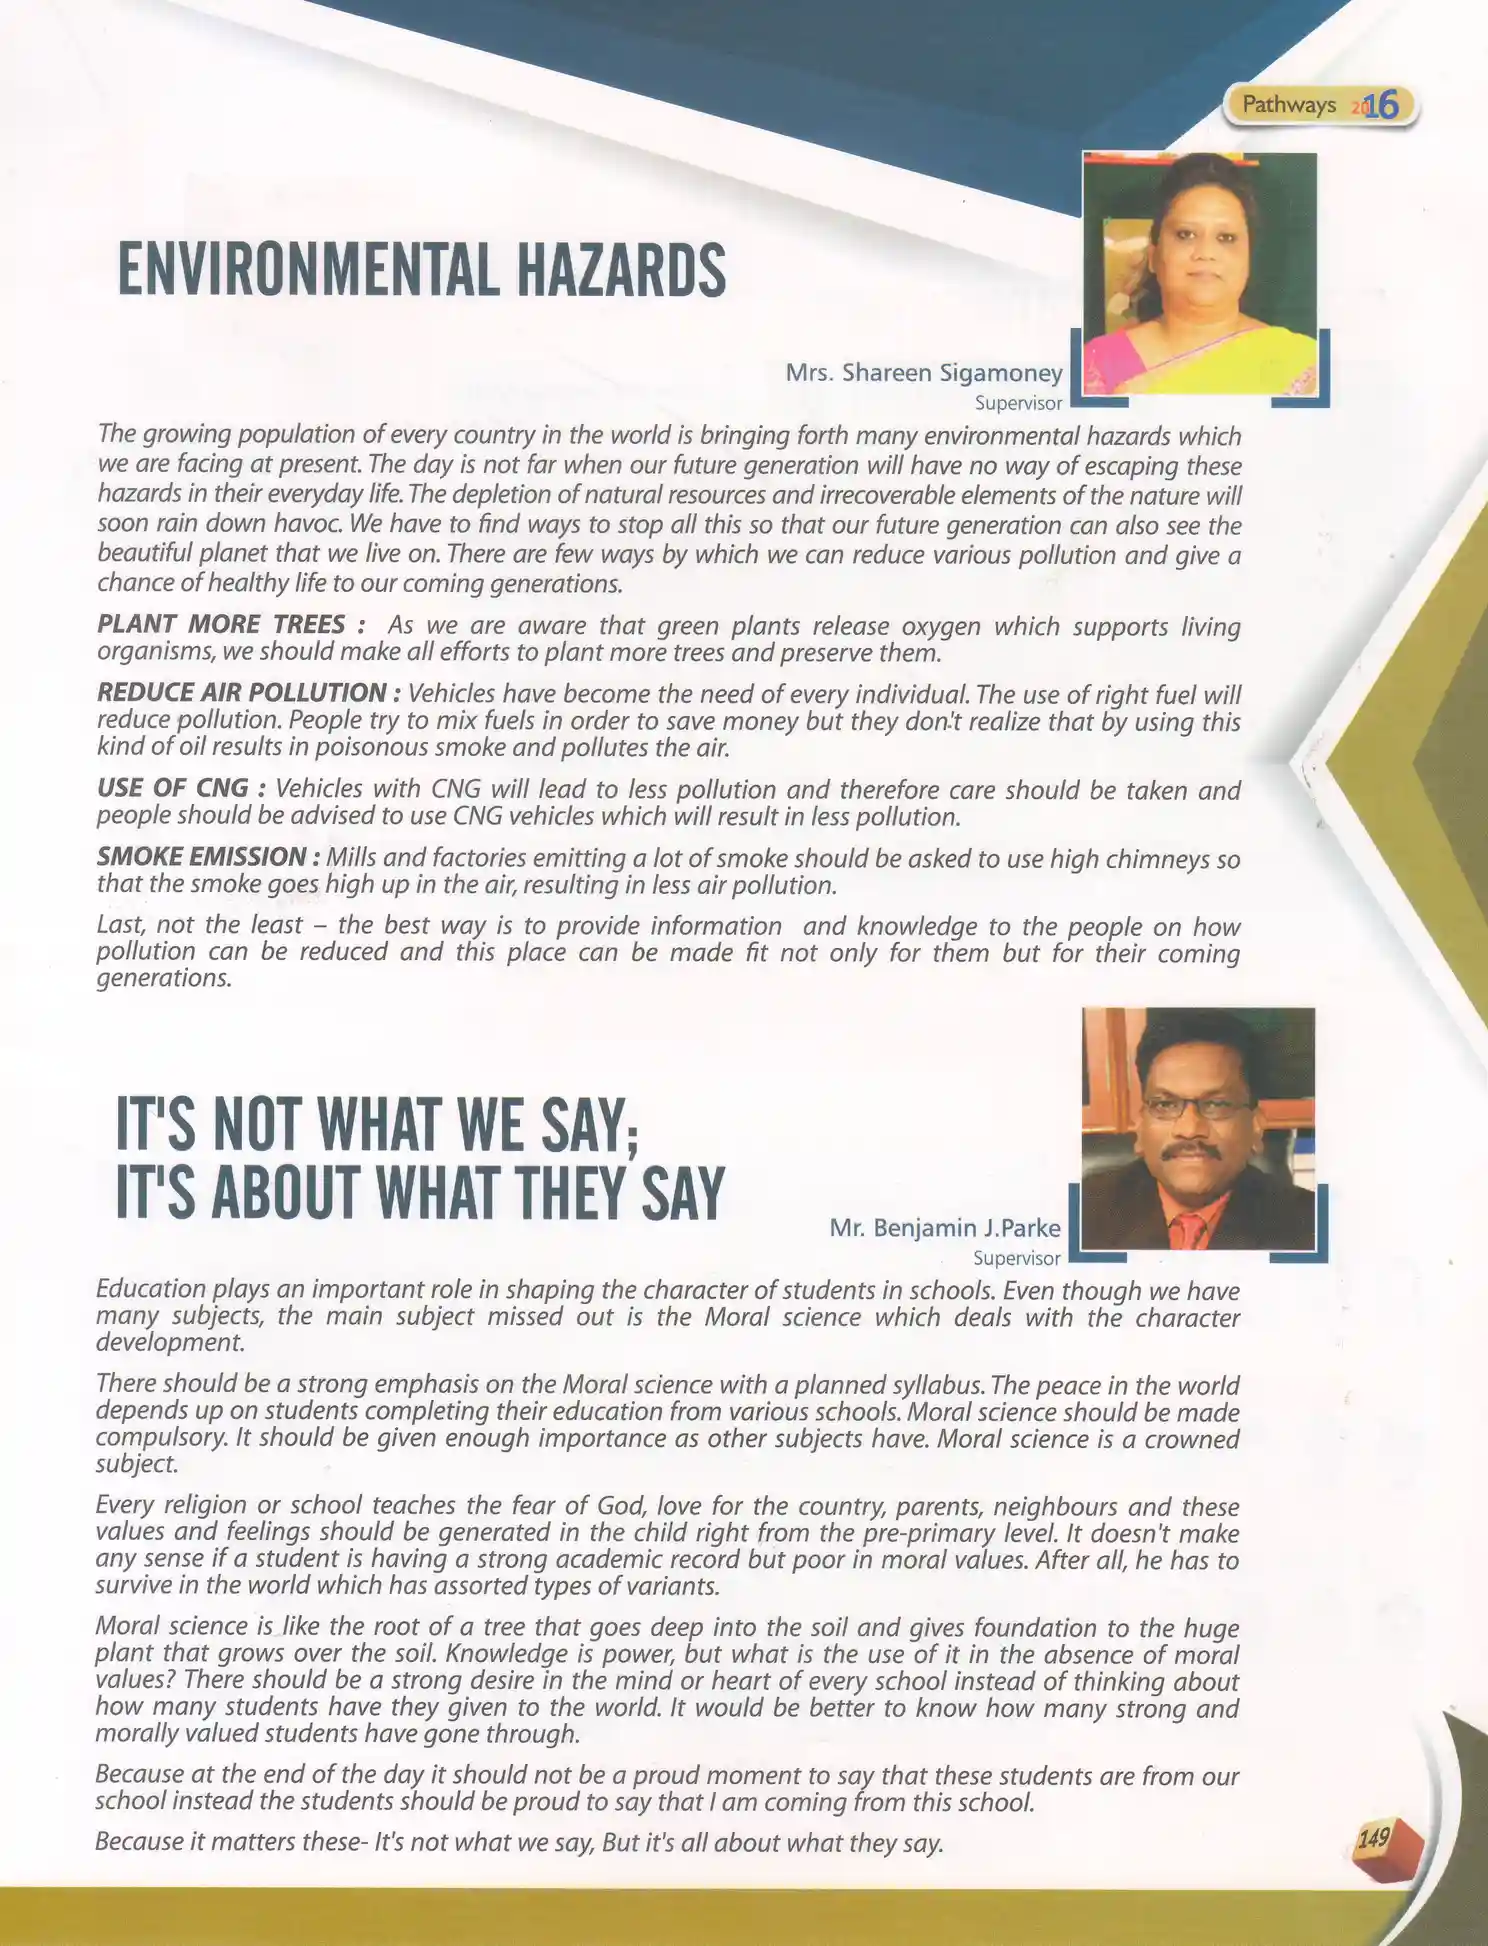 Pathways 2016
ENVIRONMENTAL HAZARDS
Mrs. Shareen Sigamoney
Supervisor
The growing population of every country in the world is bringing forth many environmental hazards which
we are facing at present. The day is not far when our future generation will have no way of escaping these
hazards in their everyday life. The depletion of natural resources and irrecoverable elements of the nature will
soon rain down havoc. We have to find ways to stop all this so that our future generation can also see the
beautiful planet that we live on. There are few ways by which we can reduce various pollution and give a
chance of healthy life to our coming generations.
PLANT MORE TREES : As we are aware that green plants release oxygen which supports living
organisms, we should make all efforts to plant more trees and preserve them.
REDUCE AIR POLLUTION : Vehicles have become the need of every individual. The use of right fuel will
reduce pollution. People try to mix fuels in order to save money but they don't realize that by using this
kind of oil results in poisonous smoke and pollutes the air.
USE OF CNG : Vehicles with CNG will lead to less pollution and therefore care should be taken and
people should be advised to use CNG vehicles which will result in less pollution.
SMOKE EMISSION : Mills and factories emitting a lot of smoke should be asked to use high chimneys so
that the smoke goes high up in the air, resulting in less air pollution.
Last, not the least – the best way is to provide information and knowledge to the people on how
pollution can be reduced and this place can be made fit not only for them but for their coming
generations.
IT'S NOT WHAT WE SAY;
IT'S ABOUT WHAT THEY SAY
Mr. Benjamin J.Parke
Supervisor
Education plays an important role in shaping the character of students in schools. Even though we have
many subjects, the main subject missed out is the Moral science which deals with the character
development.
There should be a strong emphasis on the Moral science with a planned syllabus. The peace in the world
depends up on students completing their education from various schools. Moral science should be made
compulsory. It should be given enough importance as other subjects have. Moral science is a crowned
subject.
Every religion or school teaches the fear of God, love for the country, parents, neighbours and these
values and feelings should be generated in the child right from the pre-primary level. It doesn't make
any sense if a student is having a strong academic record but poor in moral values. After all, he has to
survive in the world which has assorted types of variants.
Moral science is like the root of a tree that goes deep into the soil and gives foundation to the huge
plant that grows over the soil. Knowledge is power, but what is the use of it in the absence of moral
values? There should be a strong desire in the mind or heart of every school instead of thinking about
how many students have they given to the world. It would be better to know how many strong and
morally valued students have gone through.
Because at the end of the day it should not be a proud moment to say that these students are from our
school instead the students should be proud to say that I am coming from this school.
Because it matters these- It's not what we say, But it's all about what they say.
149